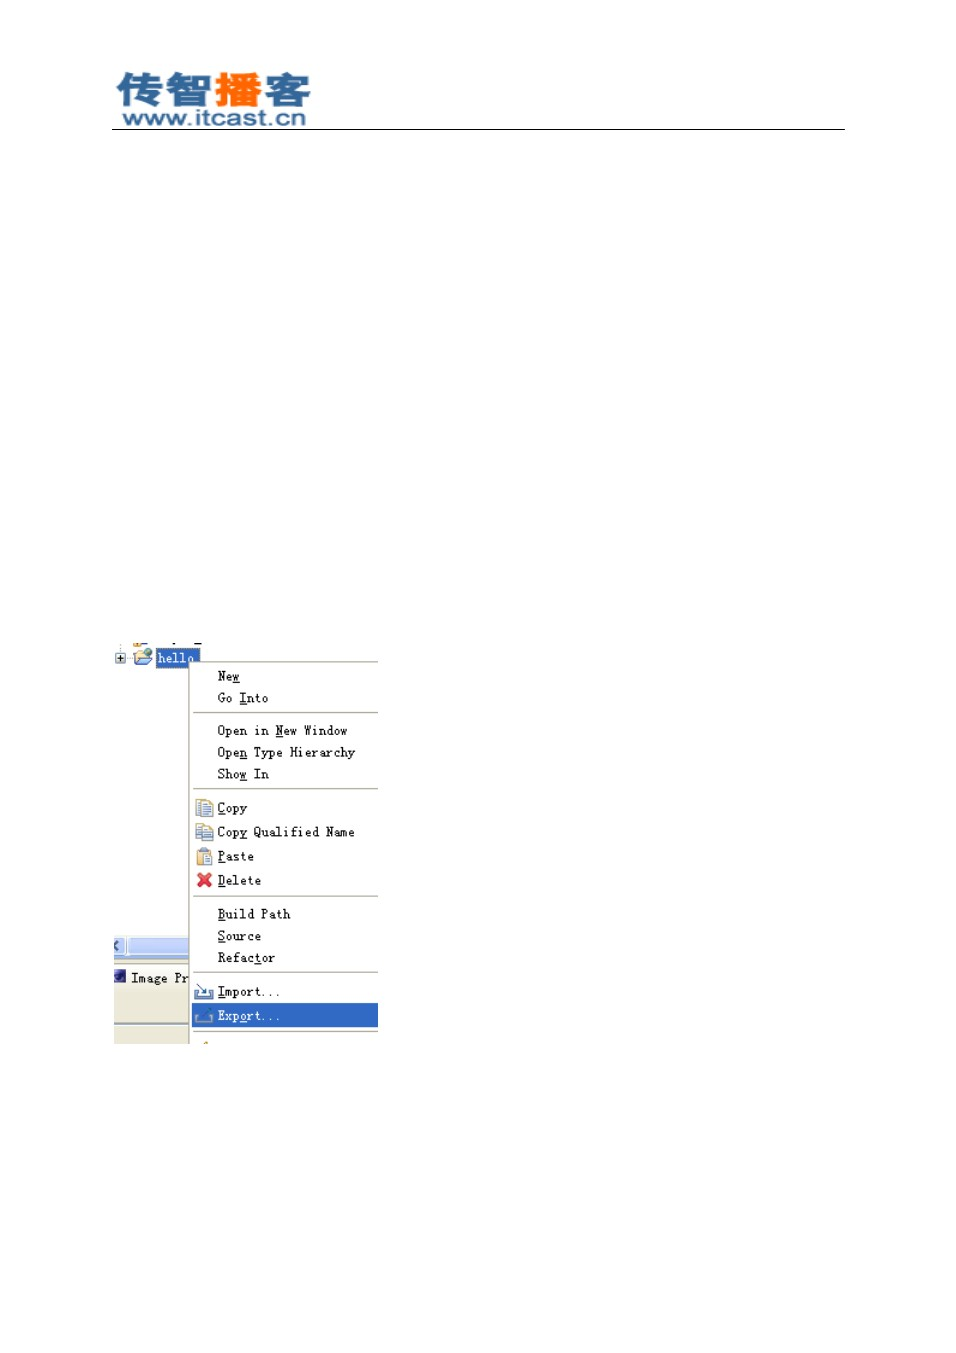 传智播客
www.itcast.cn
hello
New
Go Into
Open in New Window
Open Type Hierarchy
Show In
Copy
Copy Qualified Name
Paste
Delete
Build Path
Source
Refactor
Image Pr
Import...
Export...